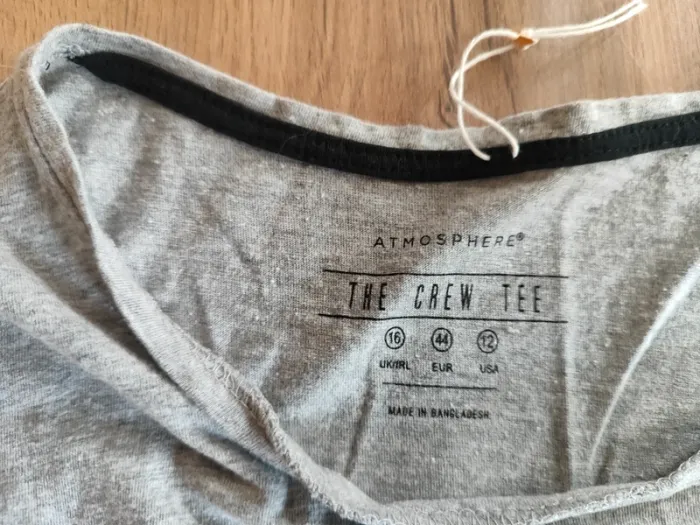 ATMOSPHERE®
THE CREW TEE
16 44 12
UK/IRL EUR USA
MADE IN BANGLADESH